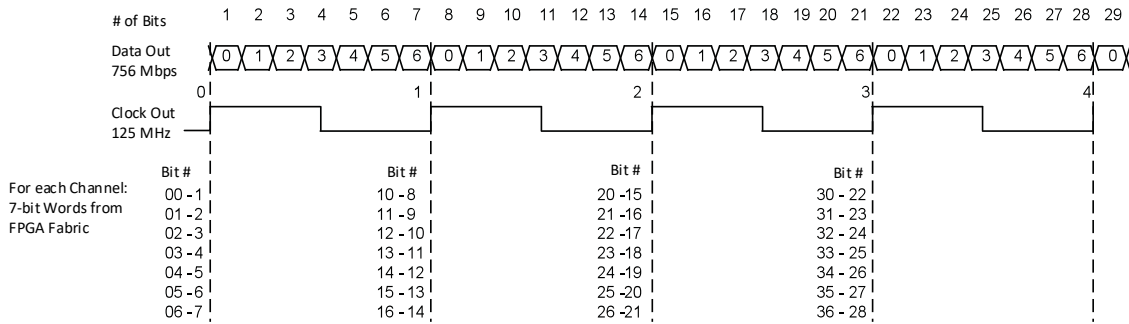 # of Bits 1 2 3 4 5 6 7 8 9 10 11 12 13 14 15 16 17 18 19 20 21 22 23 24 25 26 27 28 29
Data Out 0 1 2 3 4 5 6 0 1 2 3 4 5 6 0 1 2 3 4 5 6 0 1 2 3 4 5 6 0
756 Mbps
0 1 2 3 4
Clock Out
125 MHz
Bit # Bit # Bit # Bit #
For each Channel: 00 -1 10 - 8 20 -15 30 - 22
7-bit Words from 01 -2 11 - 9 21 -16 31 - 23
FPGA Fabric 02 -3 12 - 10 22 -17 32 - 24
03 -4 13 - 11 23 -18 33 - 25
04 -5 14 - 12 24 -19 34 - 26
05 -6 15 - 13 25 -20 35 - 27
06 -7 16 - 14 26 -21 36 - 28